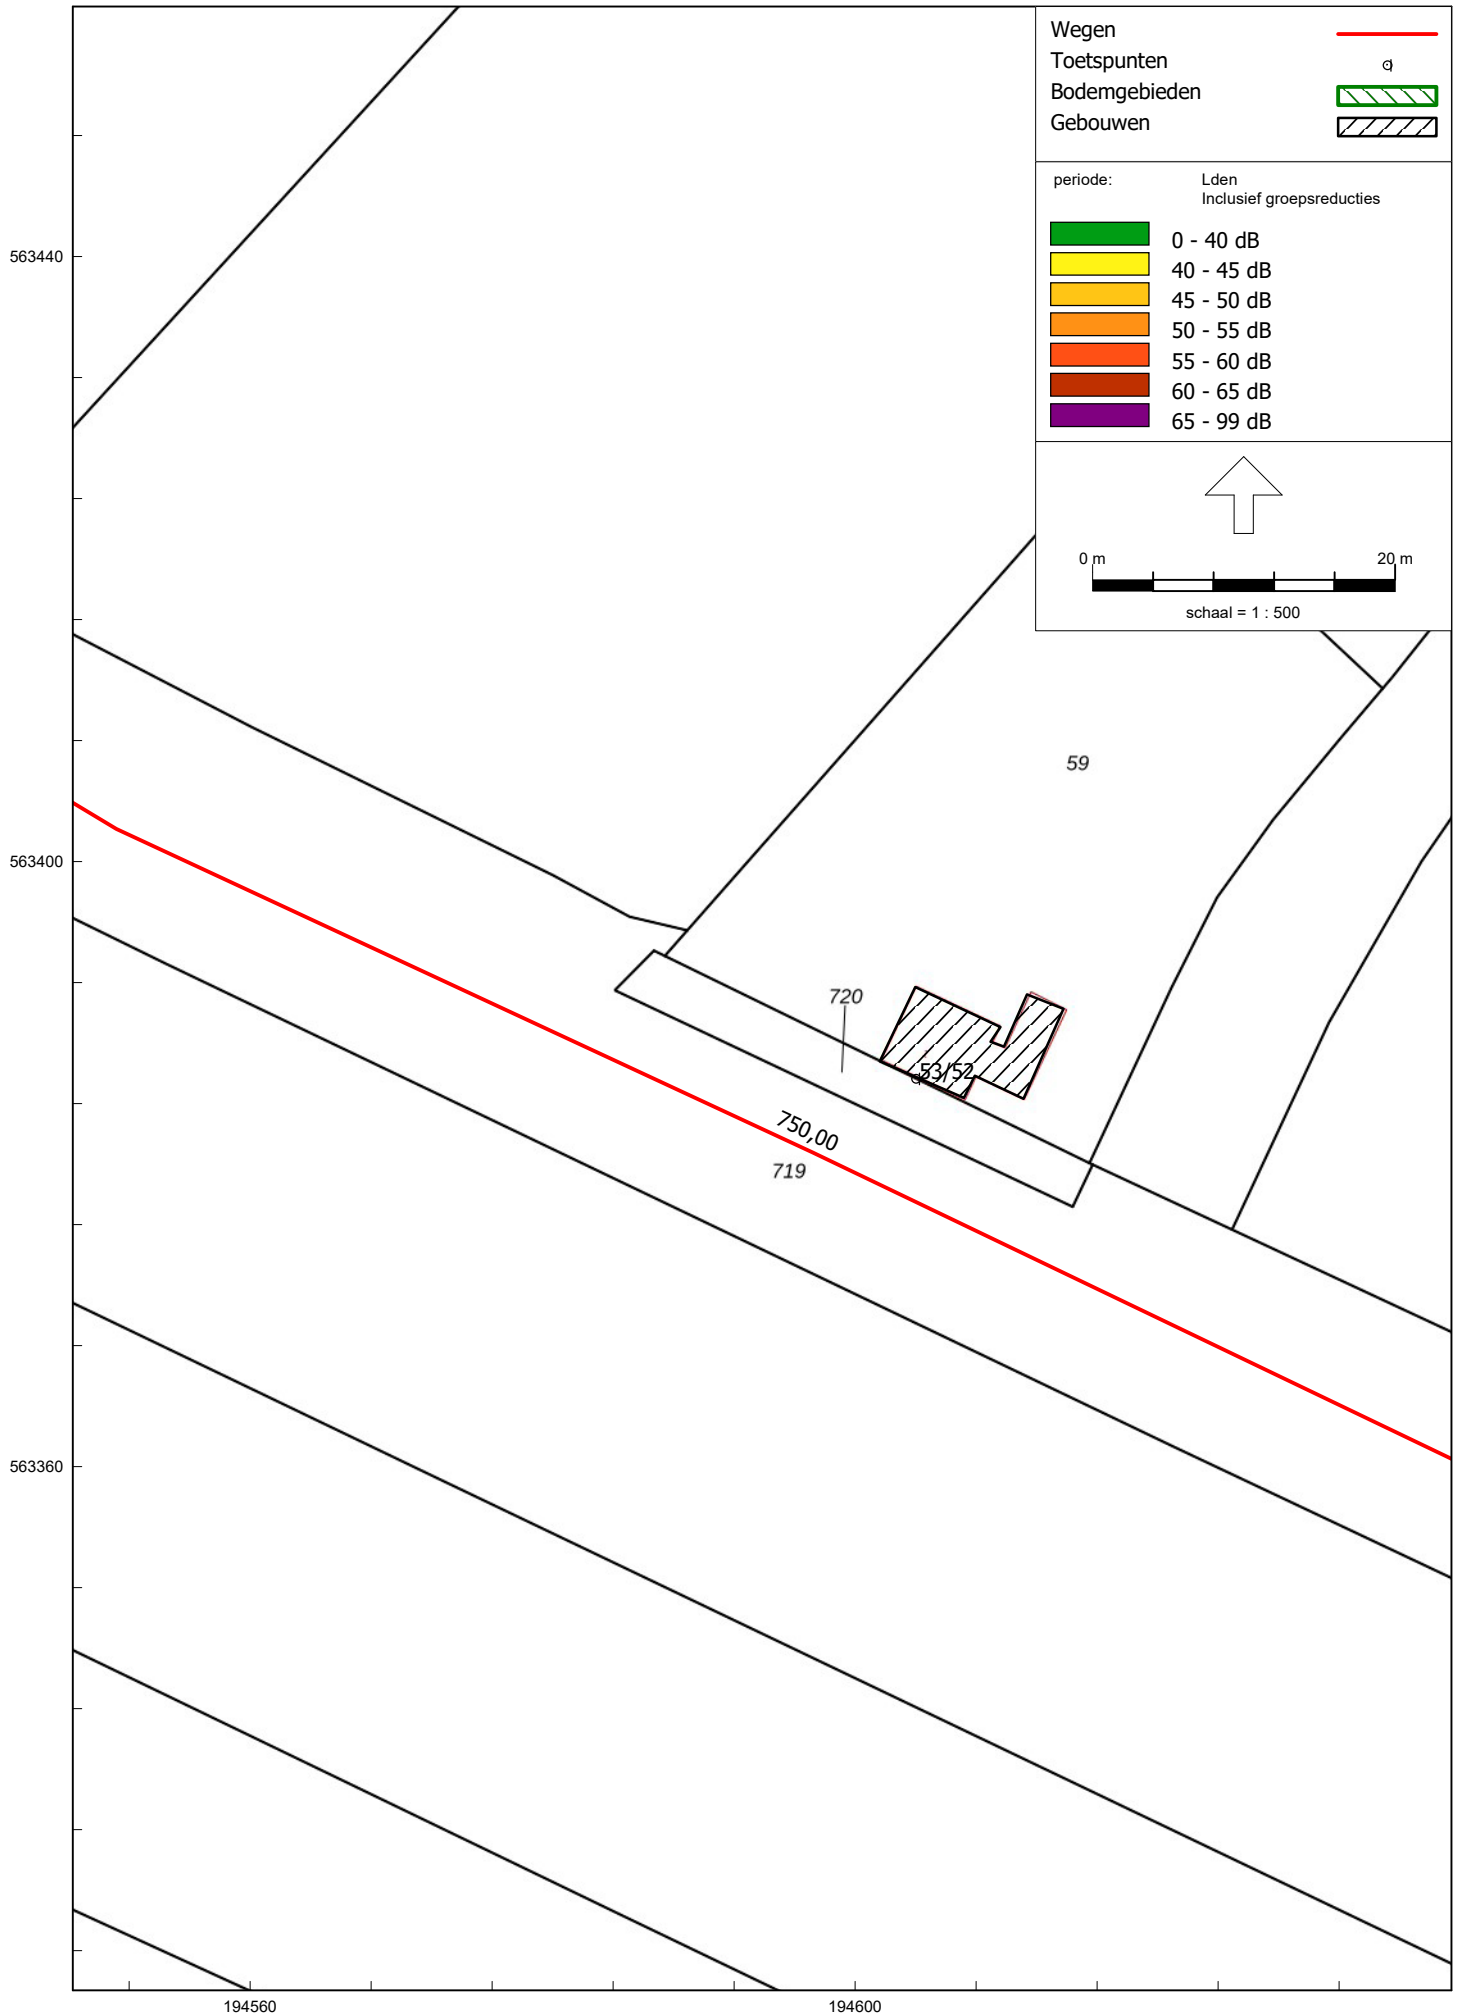 Wegen
Toetspunten
Bodemgebieden
Gebouwen
periode: Lden
Inclusief groepsreducties
0 - 40 dB
40 - 45 dB
45 - 50 dB
50 - 55 dB
55 - 60 dB
60 - 65 dB
65 - 99 dB
0 m 20 m
schaal = 1 : 500
563440
59
563400
720
53/52
750,00
719
563360
194560 194600